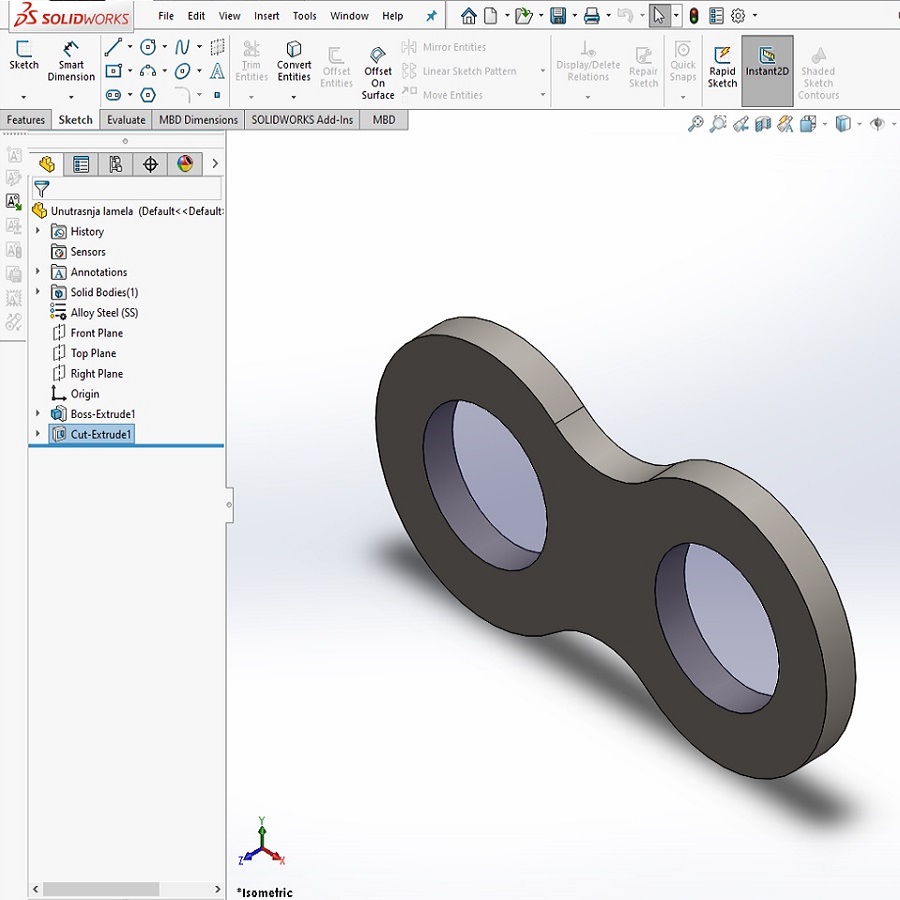 SOLIDWORKS File Edit View Insert Tools Window Help
Sketch Smart Dimension Trim Entities Convert Entities Offset Entities Offset On Surface Mirror Entities Linear Sketch Pattern Move Entities Display/Delete Relations Repair Sketch Quick Snaps Rapid Sketch Instant2D Shaded Sketch Contours
Features Sketch Evaluate MBD Dimensions SOLIDWORKS Add-Ins MBD
Unutrasnja lamela (Default<<Default
History
Sensors
Annotations
Solid Bodies(1)
Alloy Steel (SS)
Front Plane
Top Plane
Right Plane
Origin
Boss-Extrude1
Cut-Extrude1
Y
Z X
*Isometric